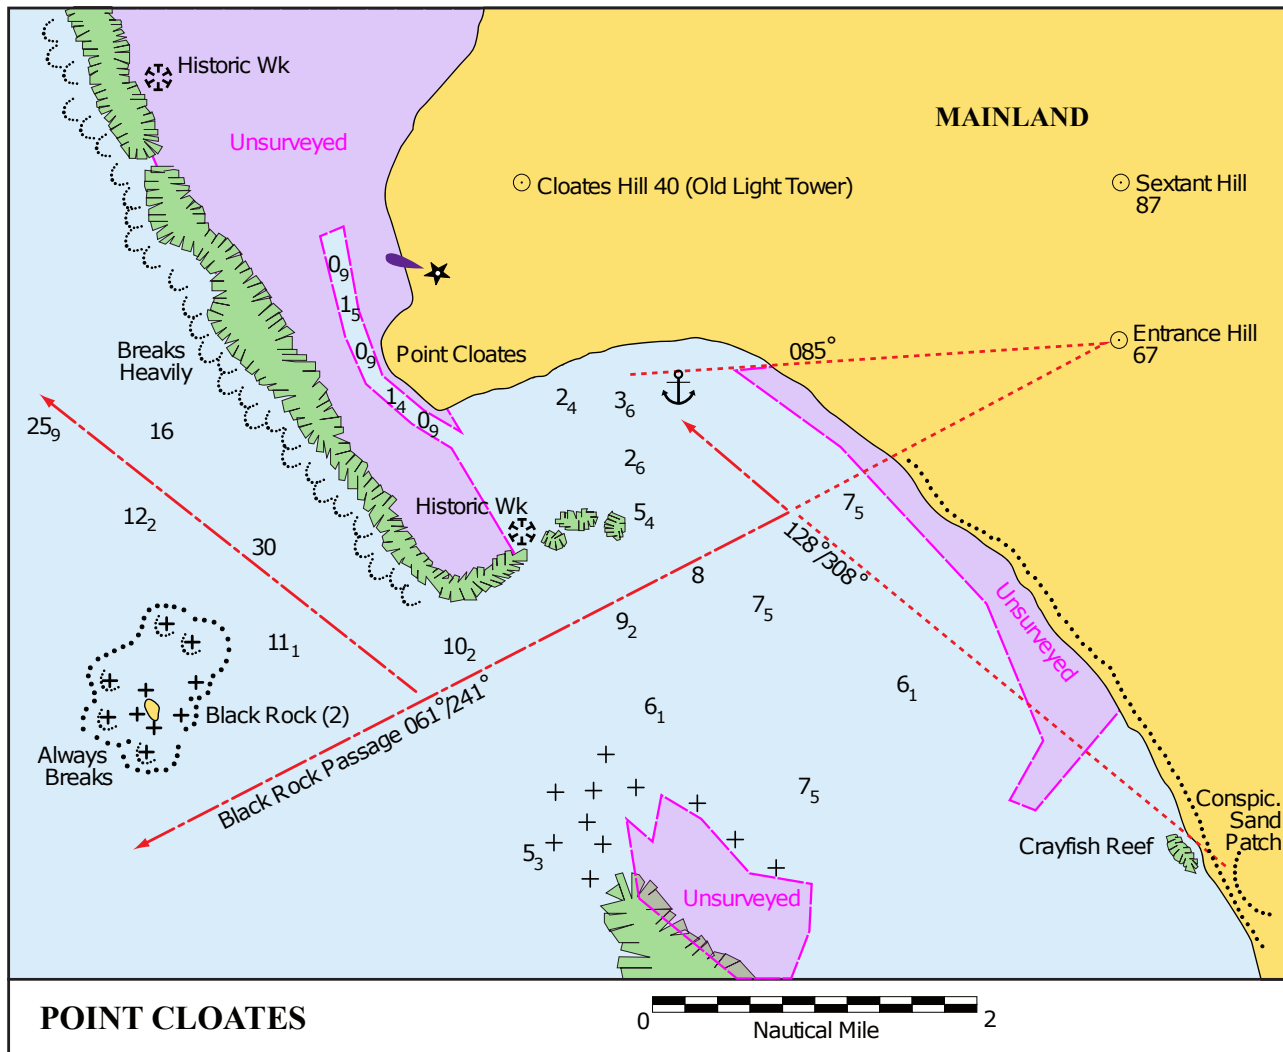 Historic Wk
MAINLAND
Unsurveyed
Cloates Hill 40 (Old Light Tower)
Sextant Hill
87
0₉
1₅
0₉
1₄
0₉
Point Cloates
085°
Entrance Hill
67
Breaks
Heavily
25₉
16
2₄
3₆
2₆
12₂
30
Historic Wk
5₄
7₅
128°/308°
8
7₅
9₂
Unsurveyed
11₁
10₂
6₁
6₁
Black Rock (2)
Always
Breaks
Black Rock Passage 061°/241°
7₅
5₃
Conspic.
Sand
Patch
Crayfish Reef
Unsurveyed
POINT CLOATES
0
2
Nautical Mile